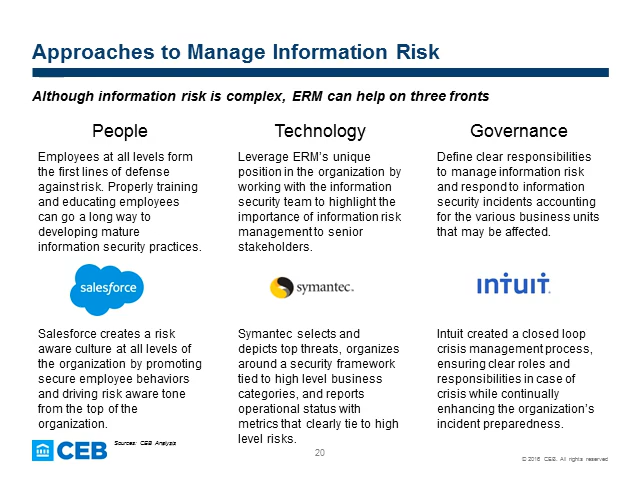 Approaches to Manage Information Risk
Although information risk is complex, ERM can help on three fronts
People
Employees at all levels form
the first lines of defense
against risk. Properly training
and educating employees
can go a long way to
developing mature
information security practices.
salesforce
Salesforce creates a risk
aware culture at all levels of
the organization by promoting
secure employee behaviors
and driving risk aware tone
from the top of the
organization.
Technology
Leverage ERM's unique
position in the organization by
working with the information
security team to highlight the
importance of information risk
management to senior
stakeholders.
symantec.
Symantec selects and
depicts top threats, organizes
around a security framework
tied to high level business
categories, and reports
operational status with
metrics that clearly tie to high
level risks.
Governance
Define clear responsibilities
to manage information risk
and respond to information
security incidents accounting
for the various business units
that may be affected.
intuit
Intuit created a closed loop
crisis management process,
ensuring clear roles and
responsibilities in case of
crisis while continually
enhancing the organization's
incident preparedness.
CEB
Sources: CEB Analysis
20
© 2016 CEB. All rights reserved